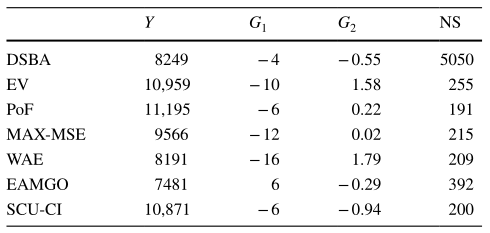 Y G₁ G₂ NS
DSBA 8249 −4 −0.55 5050
EV 10,959 −10 1.58 255
PoF 11,195 −6 0.22 191
MAX-MSE 9566 −12 0.02 215
WAE 8191 −16 1.79 209
EAMGO 7481 6 −0.29 392
SCU-CI 10,871 −6 −0.94 200